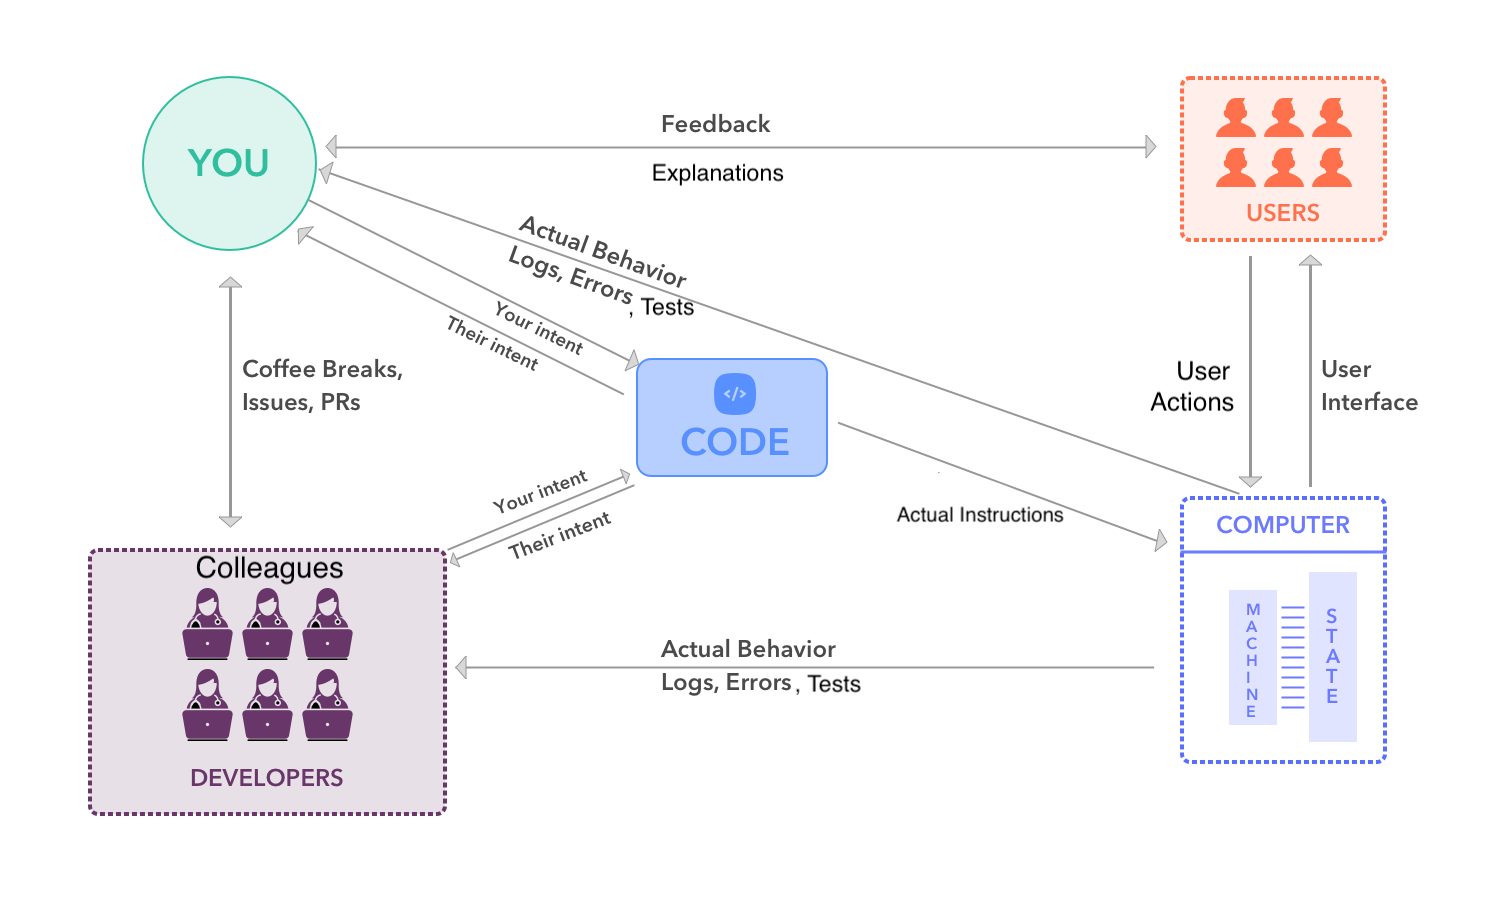 YOU
Feedback
Explanations
USERS
Actual Behavior
Logs, Errors, Tests
Your intent
Their intent
Coffee Breaks,
Issues, PRs
</>
CODE
User
Actions
User
Interface
Your intent
Their intent
Actual Instructions
COMPUTER
MACHINE
STATE
Colleagues
DEVELOPERS
Actual Behavior
Logs, Errors, Tests